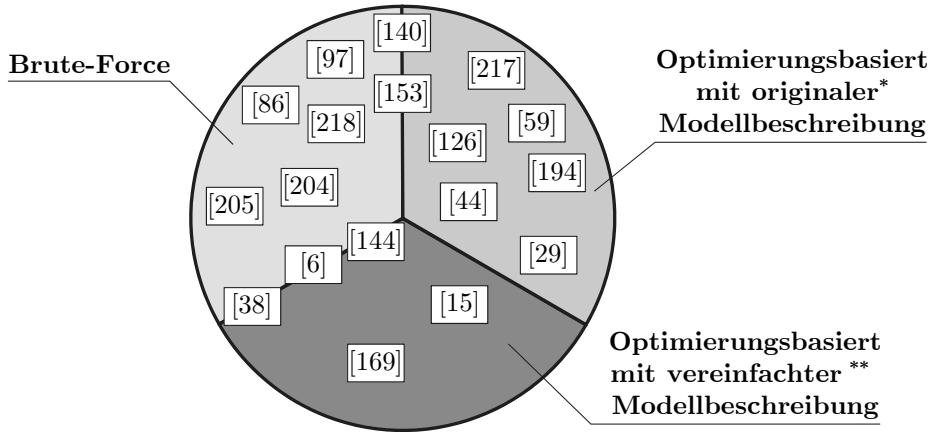 [140]
[97]
[217]
Brute-Force
Optimierungsbasiert
mit originaler*
Modellbeschreibung
[86]
[153]
[218]
[59]
[126]
[194]
[204]
[205]
[44]
[144]
[6]
[29]
[38]
[15]
Optimierungsbasiert
mit vereinfachter **
Modellbeschreibung
[169]